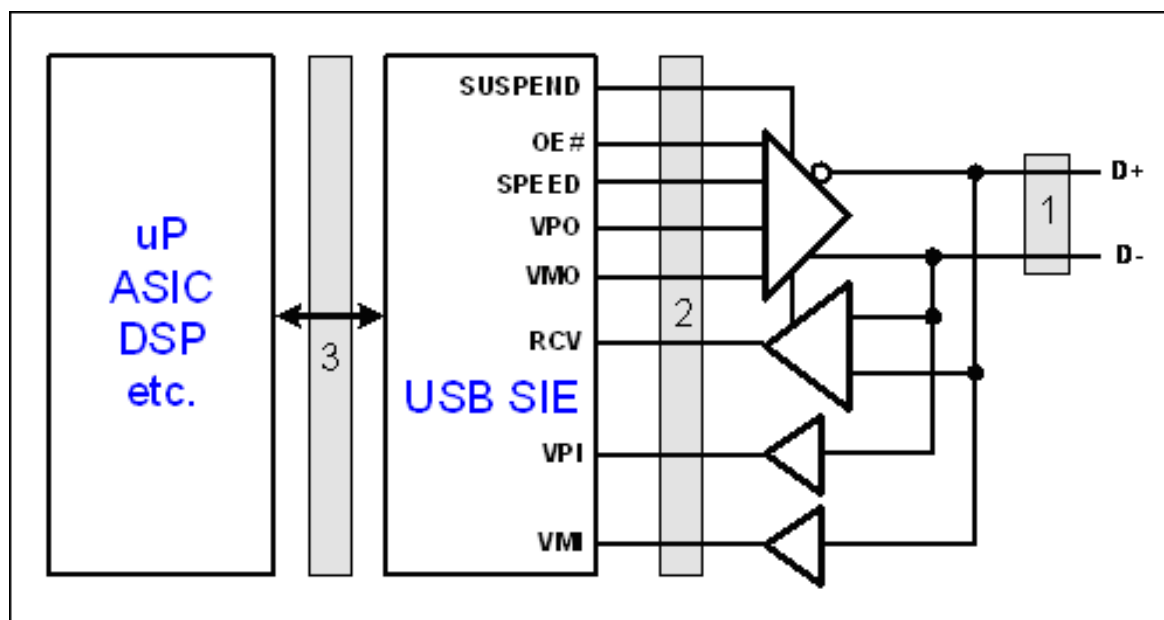 uP
ASIC
DSP
etc.
3
SUSPEND
OE#
SPEED
VPO
VMO
RCV
USB SIE
VPI
VMI
2
1
D+
D-